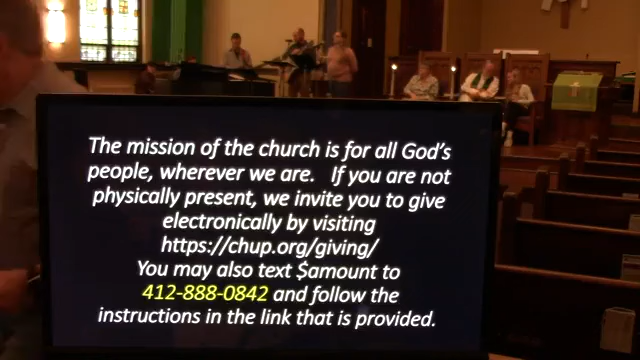 The mission of the church is for all God's
people, wherever we are. If you are not
physically present, we invite you to give
electronically by visiting
https://chup.org/giving/
You may also text $amount to
412-888-0842 and follow the
instructions in the link that is provided.